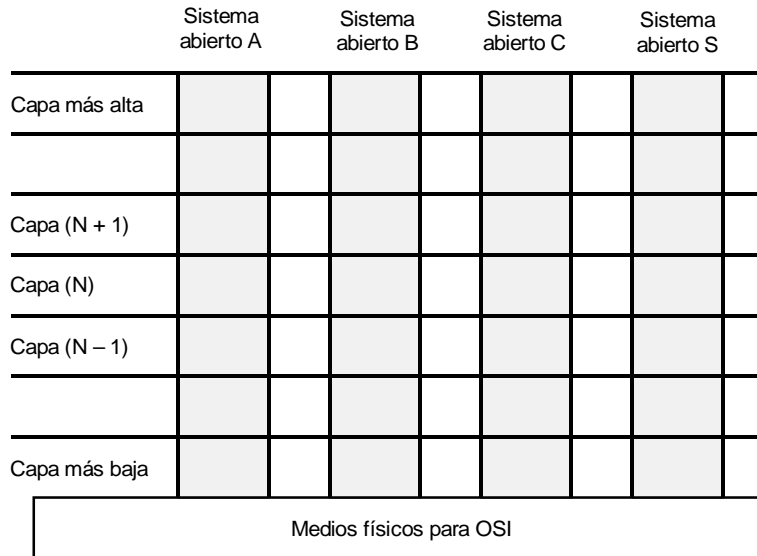 Sistema
abierto A
Sistema
abierto B
Sistema
abierto C
Sistema
abierto S
Capa más alta
Capa (N + 1)
Capa (N)
Capa (N – 1)
Capa más baja
Medios físicos para OSI